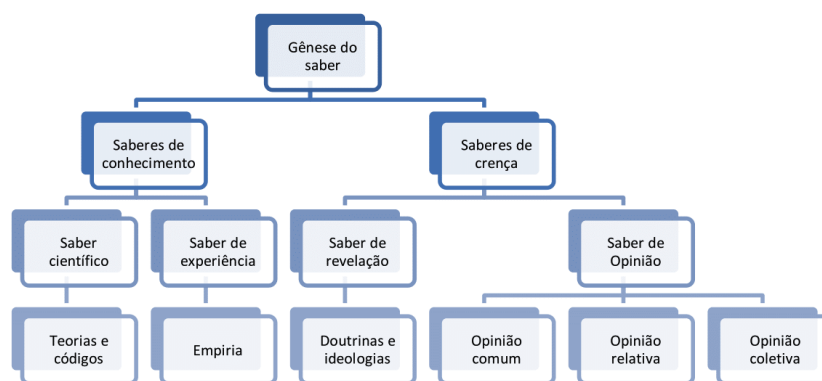 Gênese do
saber
Saberes de
conhecimento
Saberes de
crença
Saber
científico
Saber de
experiência
Saber de
revelação
Saber de
Opinião
Teorias e
códigos
Empiria
Doutrinas e
ideologias
Opinião
comum
Opinião
relativa
Opinião
coletiva